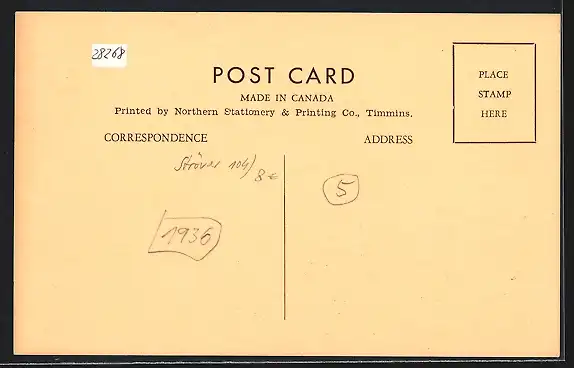 28268
POST CARD
MADE IN CANADA
Printed by Northern Stationery & Printing Co., Timmins.
PLACE
STAMP
HERE
CORRESPONDENCE
ADDRESS
104/
8 €
5
1936